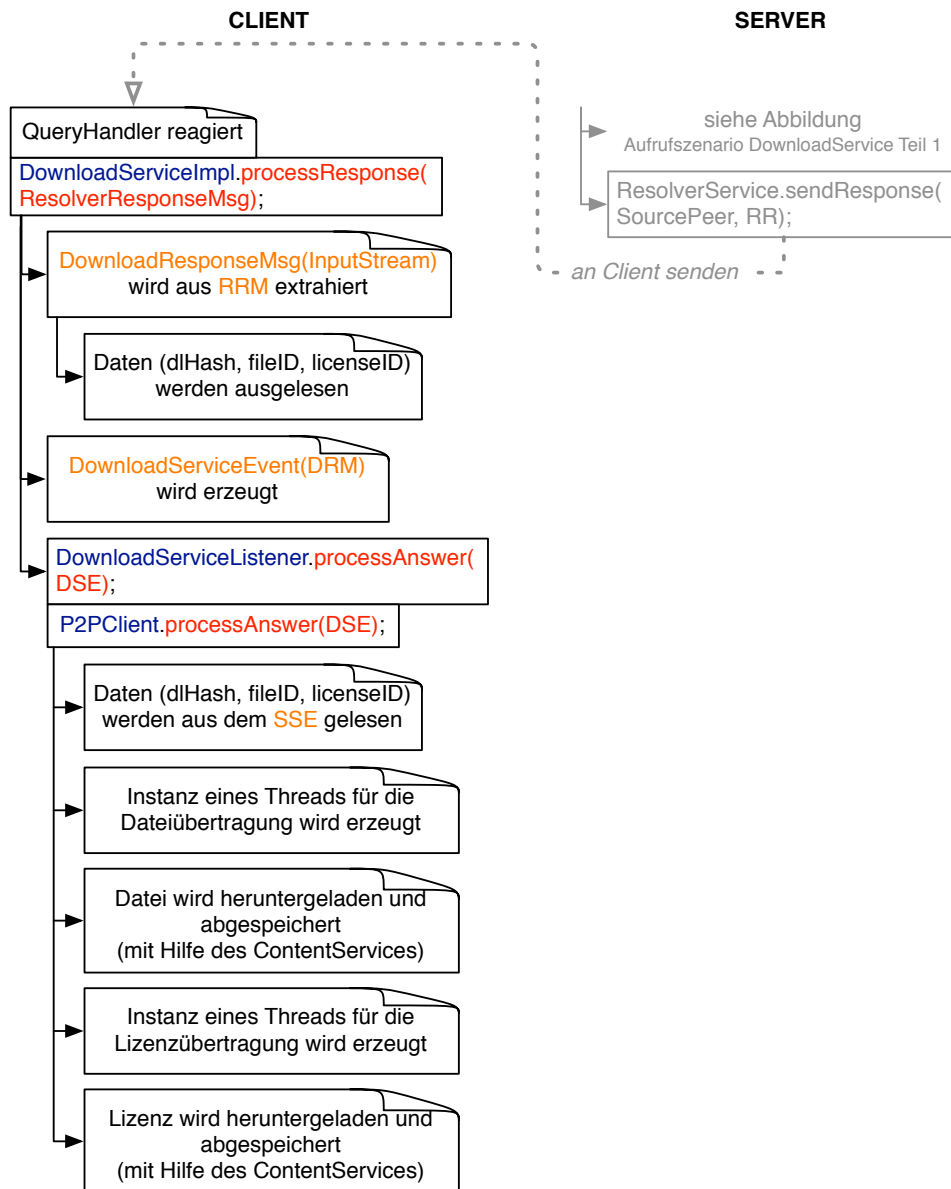 CLIENT
SERVER
QueryHandler reagiert
DownloadServiceImpl.processResponse(
ResolverResponseMsg);
siehe Abbildung
Aufrufszenario DownloadService Teil 1
ResolverService.sendResponse(
SourcePeer, RR);
an Client senden
DownloadResponseMsg(InputStream)
wird aus RRM extrahiert
Daten (dlHash, fileID, licenseID)
werden ausgelesen
DownloadServiceEvent(DRM)
wird erzeugt
DownloadServiceListener.processAnswer(
DSE);
P2PClient.processAnswer(DSE);
Daten (dlHash, fileID, licenseID)
werden aus dem SSE gelesen
Instanz eines Threads für die
Dateiübertragung wird erzeugt
Datei wird heruntergeladen und
abgespeichert
(mit Hilfe des ContentServices)
Instanz eines Threads für die
Lizenzübertragung wird erzeugt
Lizenz wird heruntergeladen und
abgespeichert
(mit Hilfe des ContentServices)